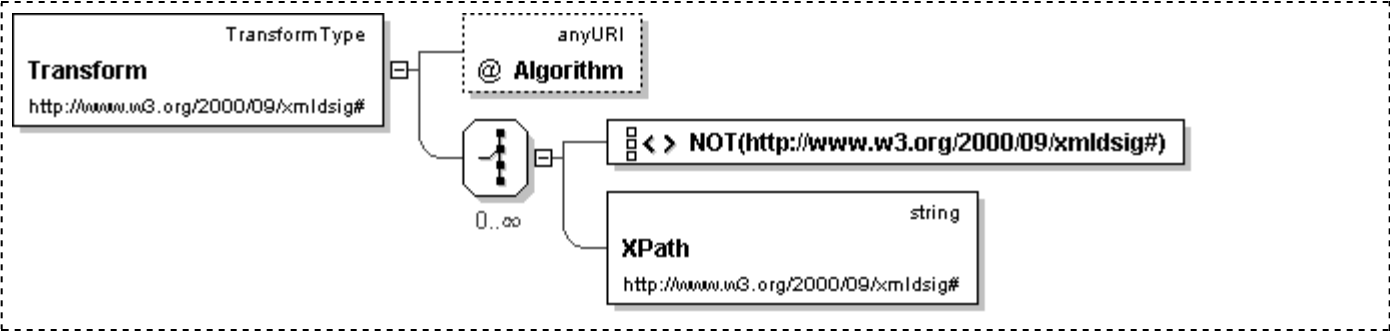 TransformType
Transform
http://www.w3.org/2000/09/xmldsig#
anyURI
@ Algorithm
0..∞
< > NOT(http://www.w3.org/2000/09/xmldsig#)
string
XPath
http://www.w3.org/2000/09/xmldsig#